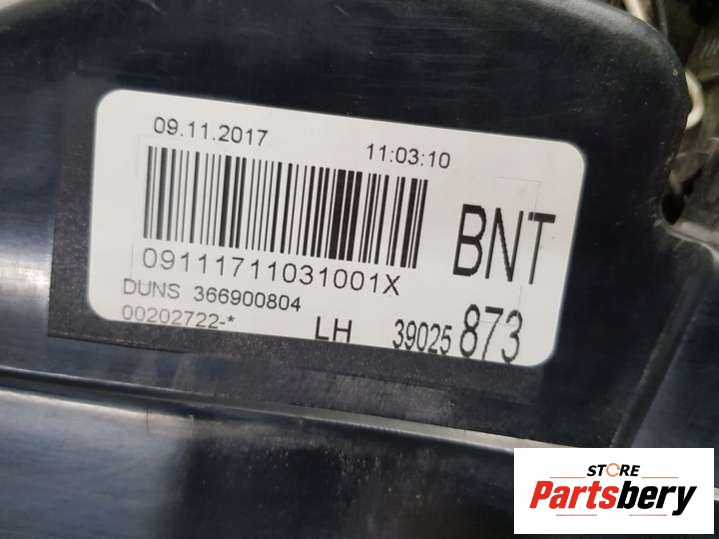 09.11.2017 11:03:10
BNT
09111711031001X
DUNS 366900804
00202722-* LH 39025 873
STORE
Partsbery